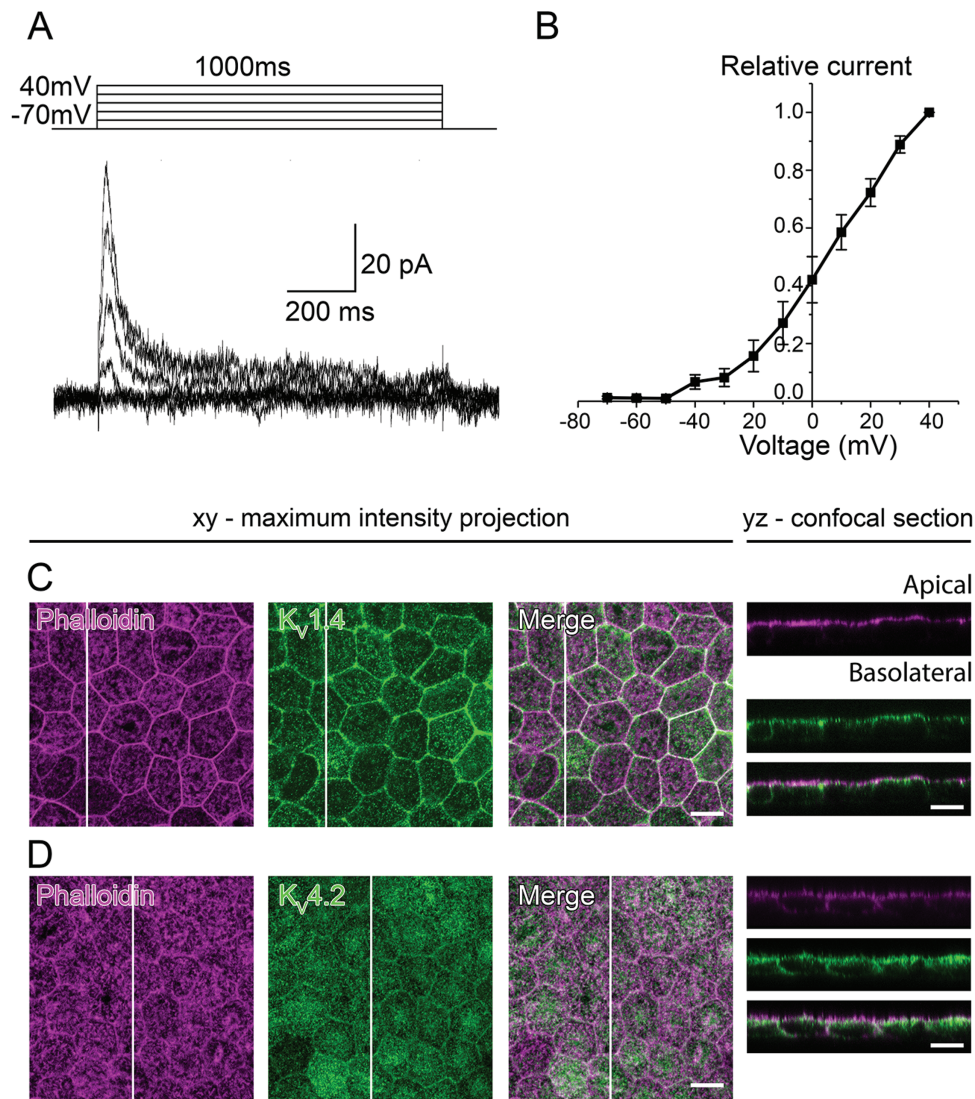 A
1000ms
40mV
-70mV
20 pA
200 ms
B
Relative current
1.0
0.8
0.6
0.4
0.2
0.0
-80 -60 -40 20 0 20 40
Voltage (mV)
xy - maximum intensity projection
yz - confocal section
C
Phalloidin
Kv1.4
Merge
Apical
Basolateral
D
Phalloidin
Kv4.2
Merge